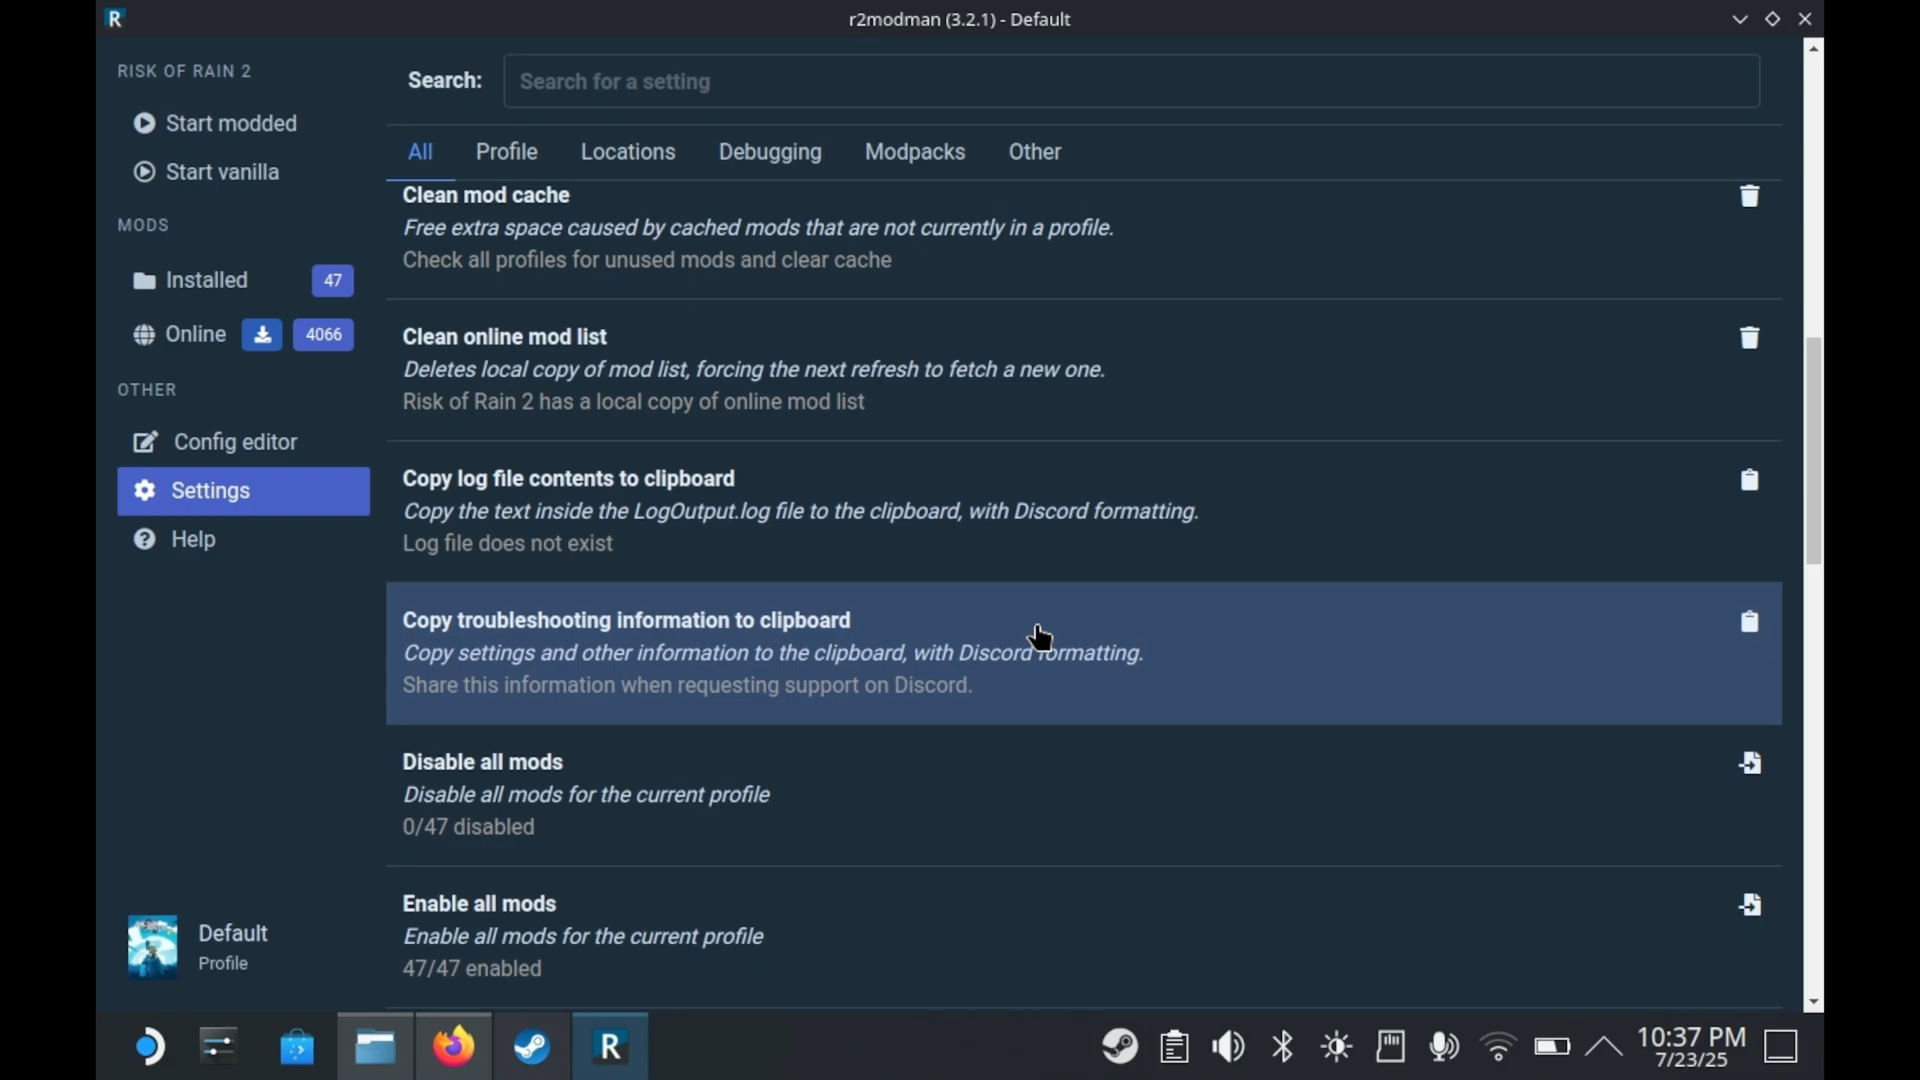 R
r2modman (3.2.1) - Default
RISK OF RAIN 2
Start modded
Start vanilla
MODS
Installed 47
Online 4066
OTHER
Config editor
Settings
Help
Default
Profile
Search: Search for a setting
All Profile Locations Debugging Modpacks Other
Clean mod cache
Free extra space caused by cached mods that are not currently in a profile.
Check all profiles for unused mods and clear cache
Clean online mod list
Deletes local copy of mod list, forcing the next refresh to fetch a new one.
Risk of Rain 2 has a local copy of online mod list
Copy log file contents to clipboard
Copy the text inside the LogOutput.log file to the clipboard, with Discord formatting.
Log file does not exist
Copy troubleshooting information to clipboard
Copy settings and other information to the clipboard, with Discord formatting.
Share this information when requesting support on Discord.
Disable all mods
Disable all mods for the current profile
0/47 disabled
Enable all mods
Enable all mods for the current profile
47/47 enabled
R
10:37 PM
7/23/25